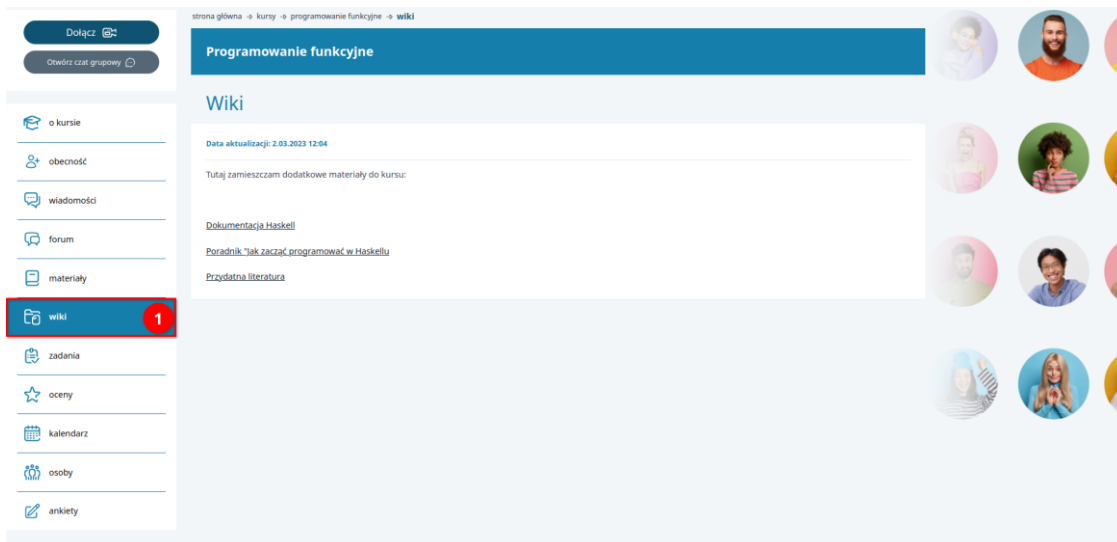 strona główna → kursy → programowanie funkcyjne → wiki
Dołącz
Otwórz czat grupowy
Programowanie funkcyjne
o kursie
obecność
wiadomości
forum
materiały
wiki
1
zadania
oceny
kalendarz
osoby
ankiety
Wiki
Data aktualizacji: 2.03.2023 12:04
Tutaj zamieszczam dodatkowe materiały do kursu:
Dokumentacja Haskell
Poradnik "Jak zacząć programować w Haskellu
Przydatna literatura